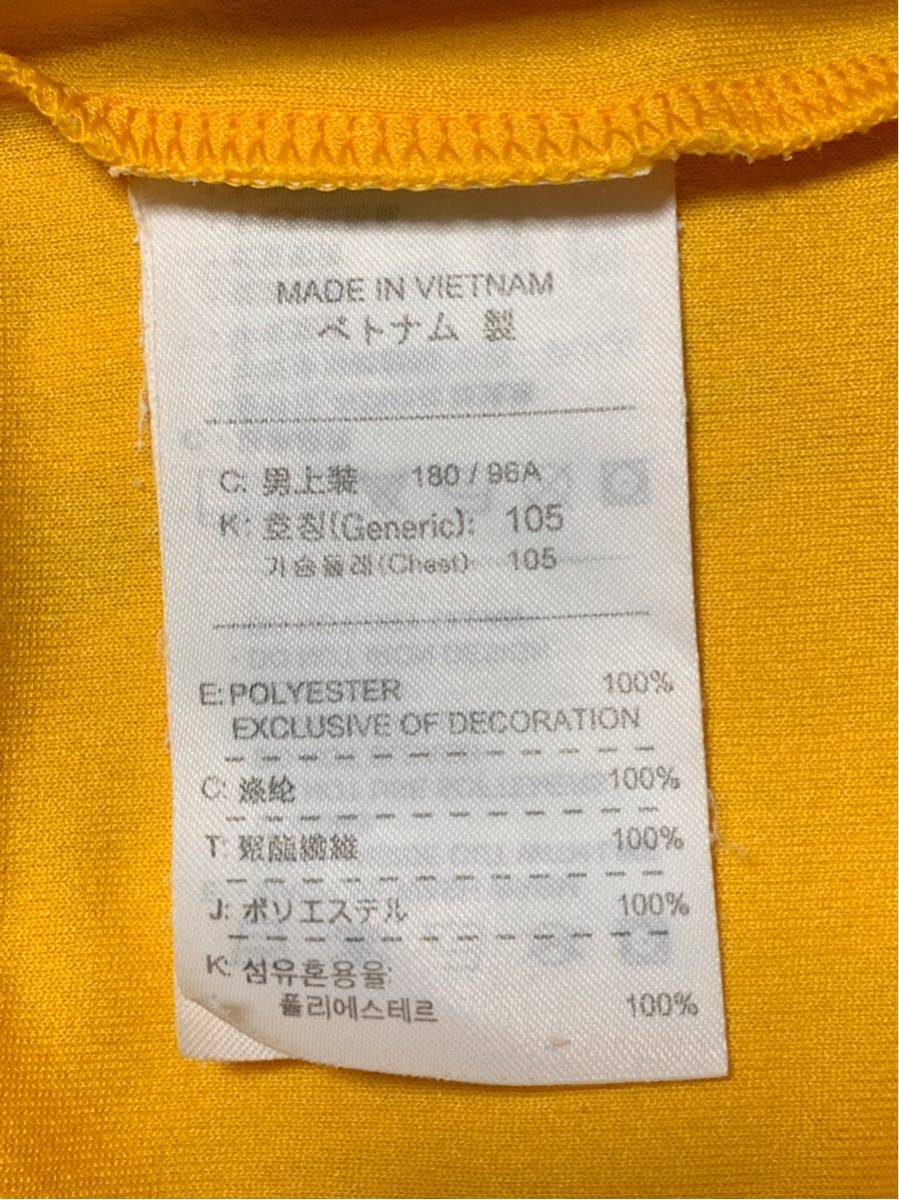 MADE IN VIETNAM
ベトナム 製
C: 男上装 180 / 96A
K: 호칭(Generic): 105
가슴둘레(Chest) 105
E: POLYESTER 100%
EXCLUSIVE OF DECORATION
C: 涤纶 100%
T: 聚酯纖維 100%
J: ポリエステル 100%
K: 섬유혼용율:
폴리에스테르 100%